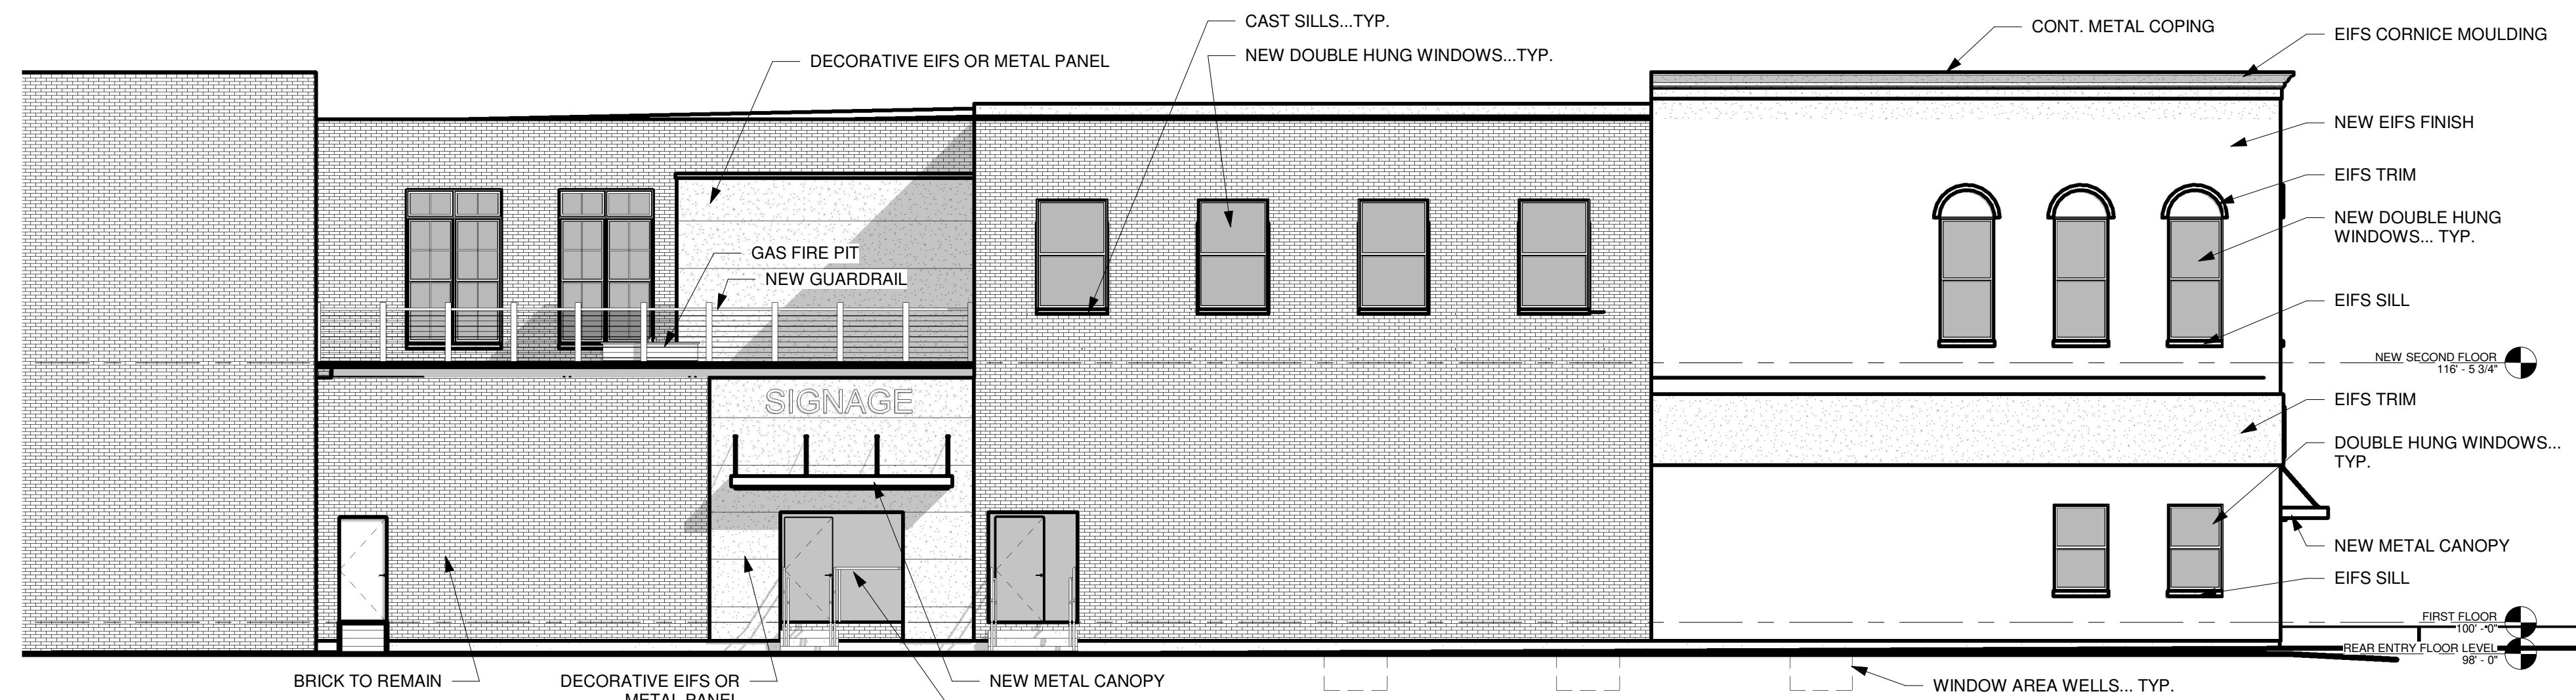 CAST SILLS...TYP.
CONT. METAL COPING
EIFS CORNICE MOULDING
DECORATIVE EIFS OR METAL PANEL
NEW DOUBLE HUNG WINDOWS...TYP.
NEW EIFS FINISH
EIFS TRIM
NEW DOUBLE HUNG
WINDOWS... TYP.
GAS FIRE PIT
NEW GUARDRAIL
EIFS SILL
NEW SECOND FLOOR
116' - 5 3/4"
SIGNAGE
EIFS TRIM
DOUBLE HUNG WINDOWS...
TYP.
NEW METAL CANOPY
EIFS SILL
FIRST FLOOR
100' - 0"
REAR ENTRY FLOOR LEVEL
98' - 0"
BRICK TO REMAIN
DECORATIVE EIFS OR
METAL PANEL
NEW METAL CANOPY
WINDOW AREA WELLS... TYP.